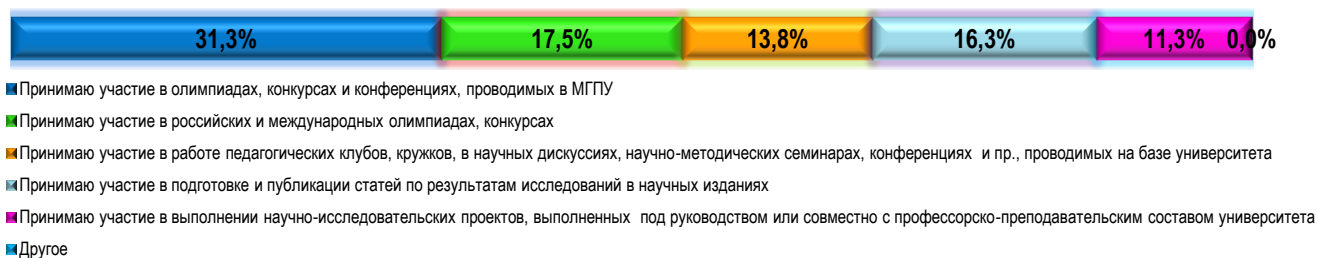 31,3% 17,5% 13,8% 16,3% 11,3% 0,0%
Принимаю участие в олимпиадах, конкурсах и конференциях, проводимых в МГПУ
Принимаю участие в российских и международных олимпиадах, конкурсах
Принимаю участие в работе педагогических клубов, кружков, в научных дискуссиях, научно-методических семинарах, конференциях и пр., проводимых на базе университета
Принимаю участие в подготовке и публикации статей по результатам исследований в научных изданиях
Принимаю участие в выполнении научно-исследовательских проектов, выполненных под руководством или совместно с профессорско-преподавательским составом университета
Другое